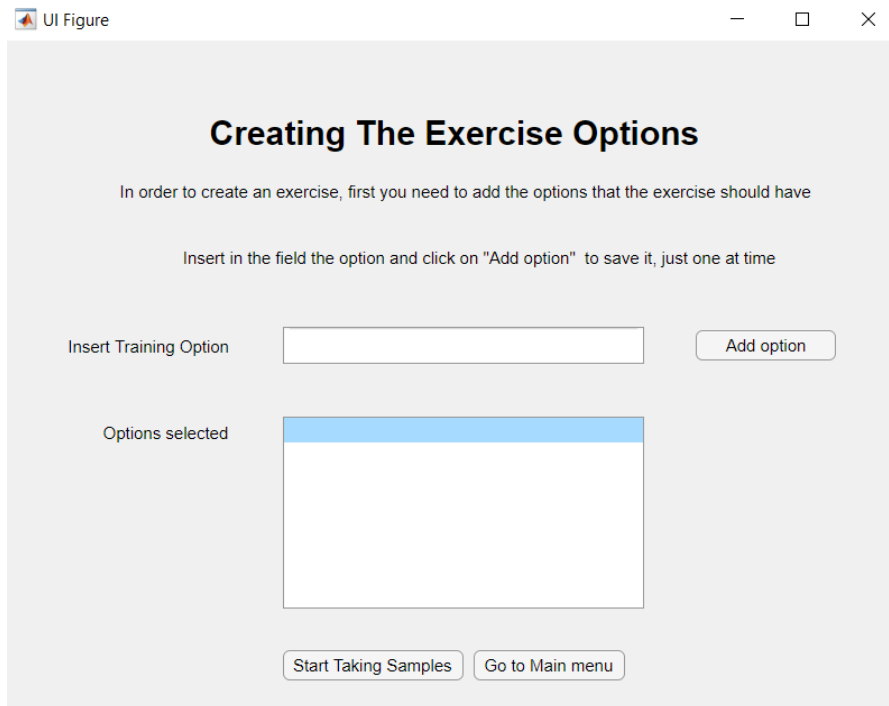 UI Figure
Creating The Exercise Options
In order to create an exercise, first you need to add the options that the exercise should have
Insert in the field the option and click on "Add option"  to save it, just one at time
Insert Training Option
Add option
Options selected
Start Taking Samples
Go to Main menu